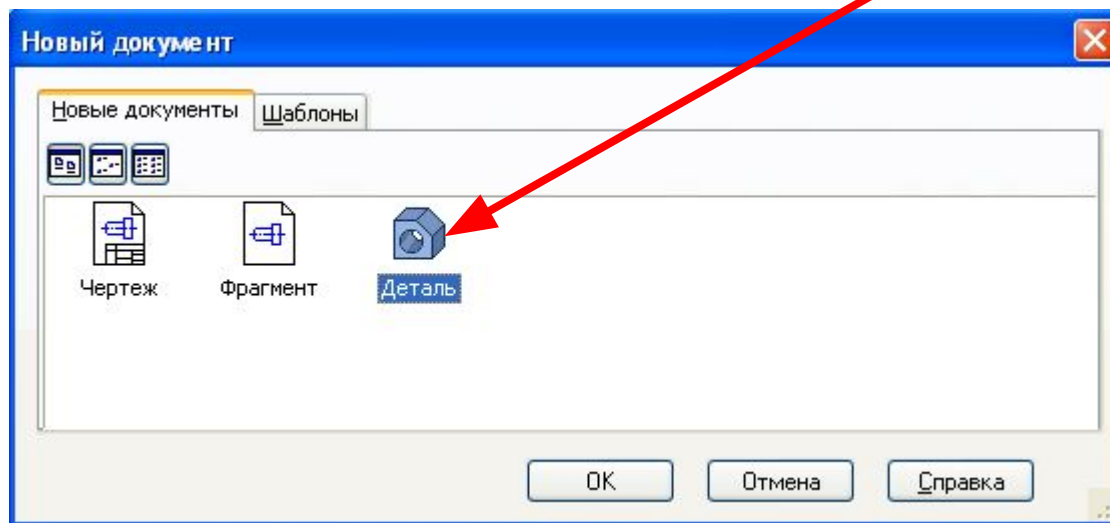 Новый документ
Новые документы Шаблоны
Чертеж Фрагмент Деталь
OK Отмена Справка